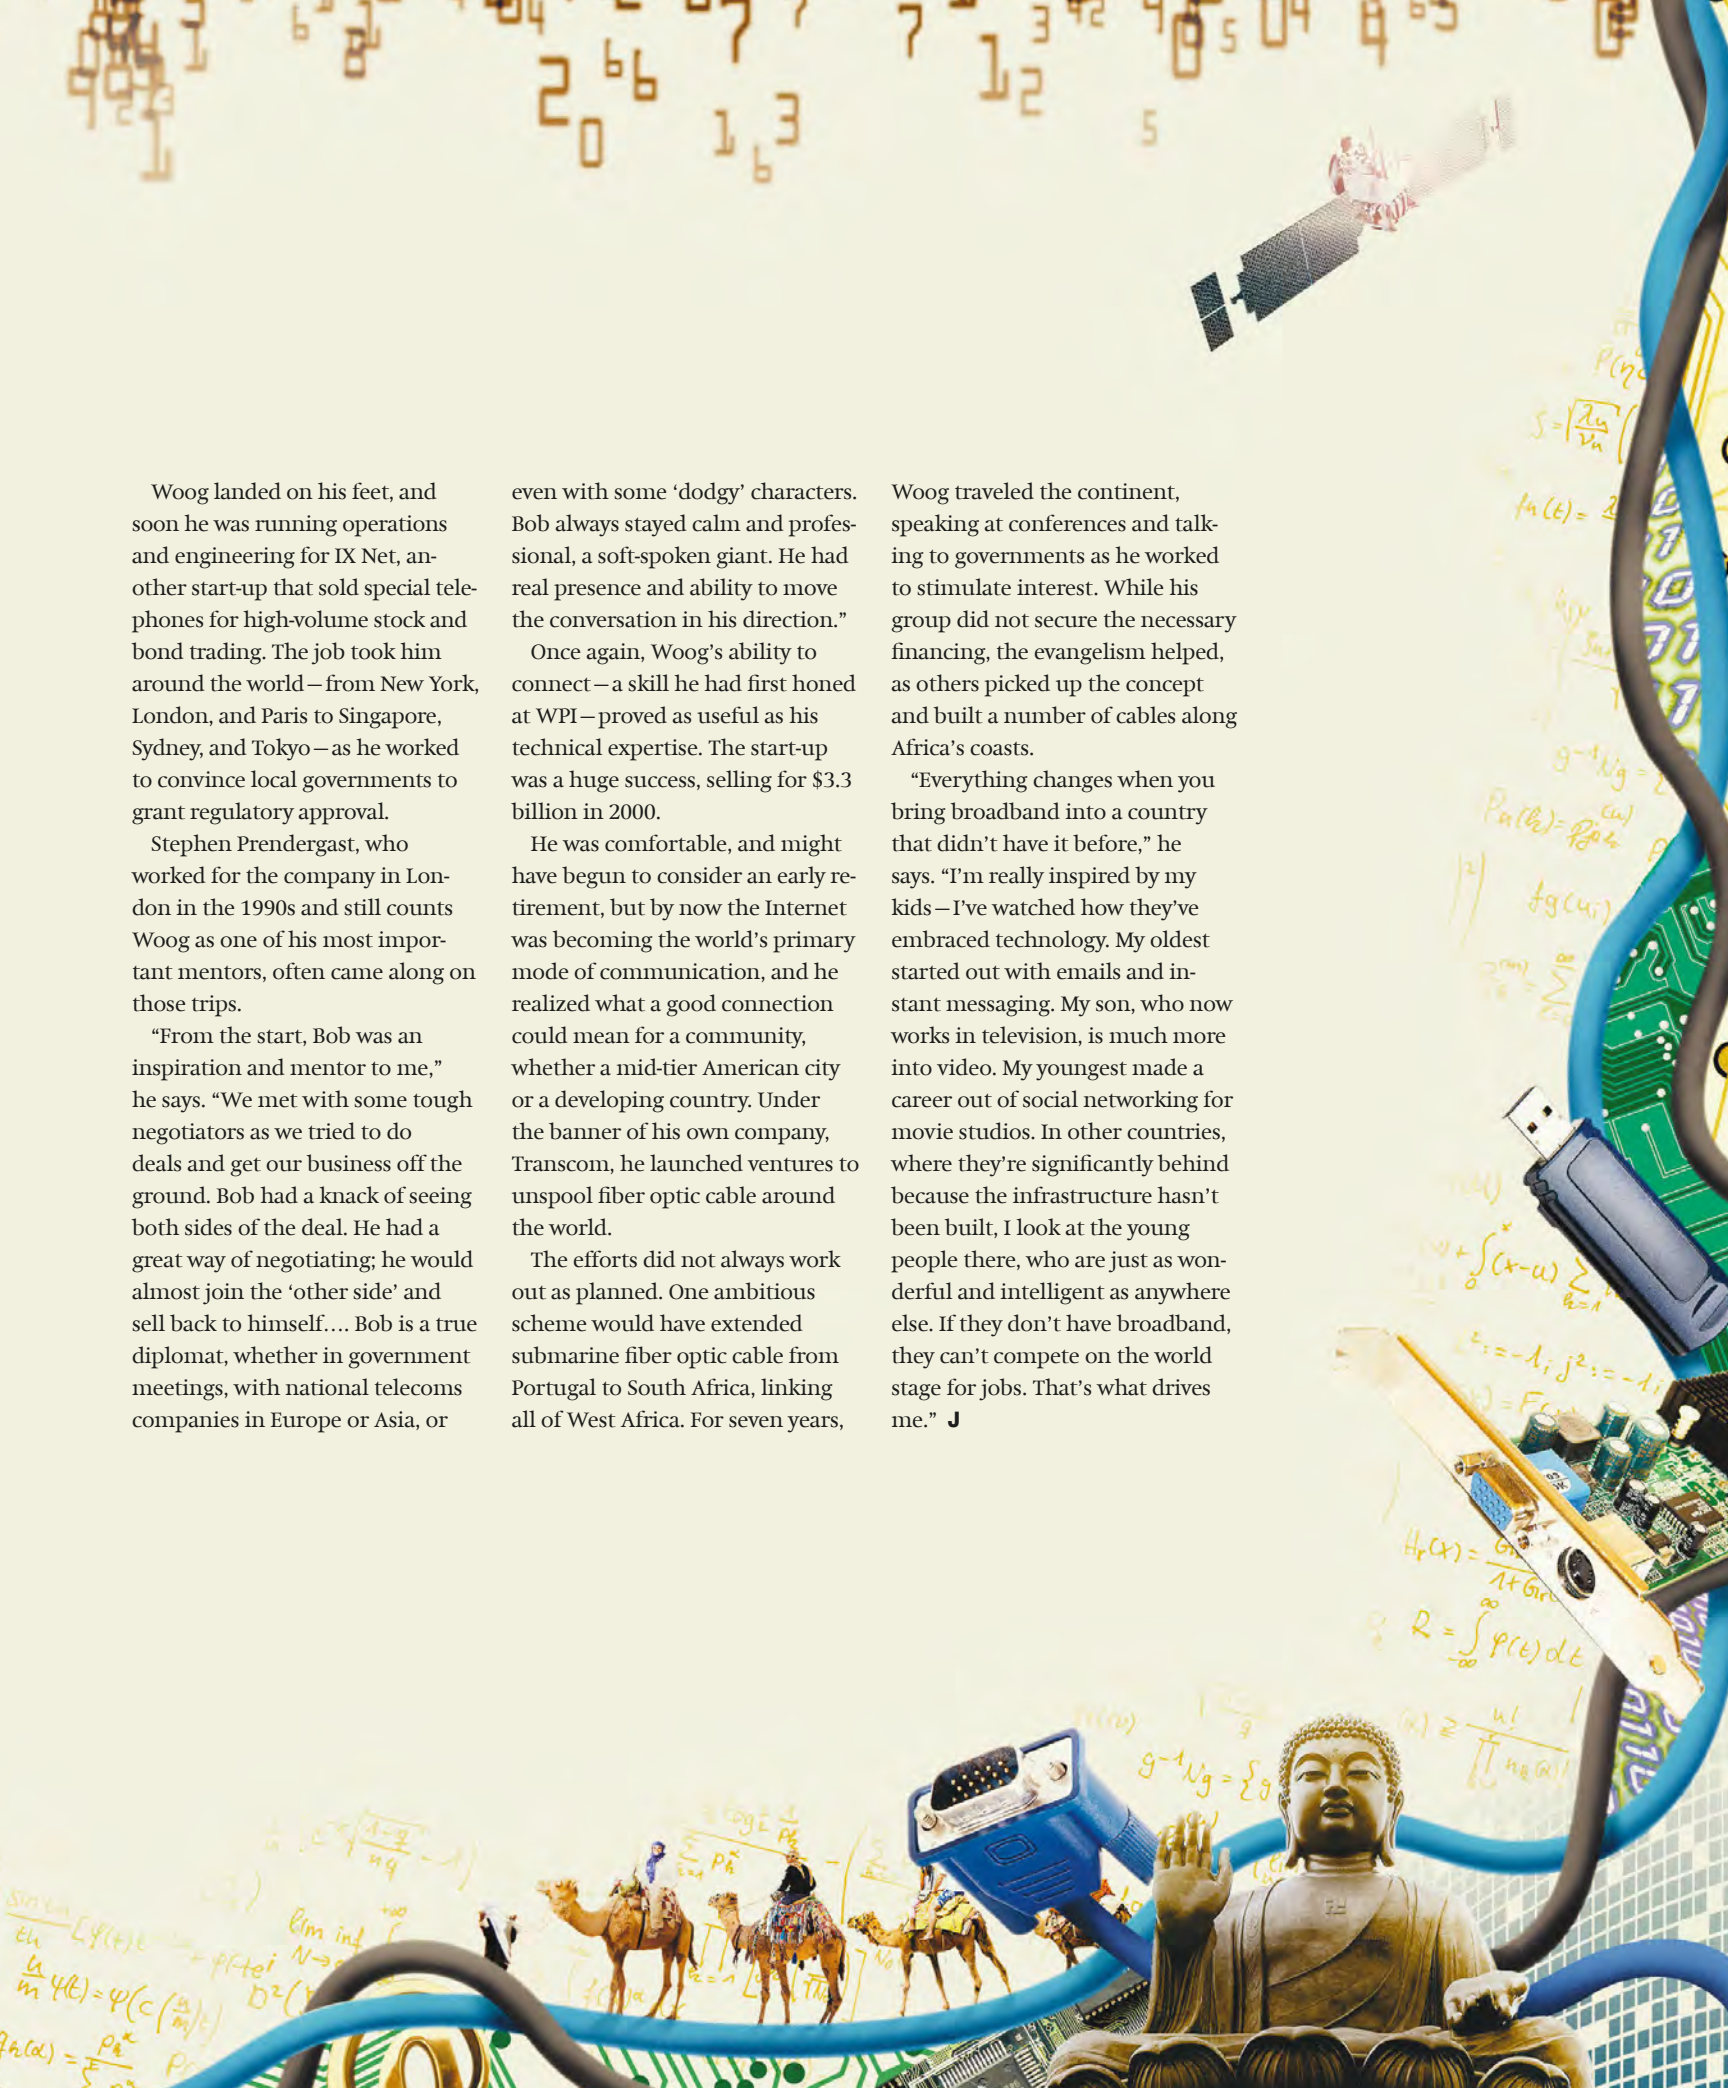 Woog landed on his feet, and
soon he was running operations
and engineering for IX Net, an-
other start-up that sold special tele-
phones for high-volume stock and
bond trading. The job took him
around the world—from New York,
London, and Paris to Singapore,
Sydney, and Tokyo—as he worked
to convince local governments to
grant regulatory approval.
Stephen Prendergast, who
worked for the company in Lon-
don in the 1990s and still counts
Woog as one of his most impor-
tant mentors, often came along on
those trips.
“From the start, Bob was an
inspiration and mentor to me,”
he says. “We met with some tough
negotiators as we tried to do
deals and get our business off the
ground. Bob had a knack of seeing
both sides of the deal. He had a
great way of negotiating; he would
almost join the ‘other side’ and
sell back to himself.… Bob is a true
diplomat, whether in government
meetings, with national telecoms
companies in Europe or Asia, or
even with some ‘dodgy’ characters.
Bob always stayed calm and profes-
sional, a soft-spoken giant. He had
real presence and ability to move
the conversation in his direction.”
Once again, Woog’s ability to
connect—a skill he had first honed
at WPI—proved as useful as his
technical expertise. The start-up
was a huge success, selling for $3.3
billion in 2000.
He was comfortable, and might
have begun to consider an early re-
tirement, but by now the Internet
was becoming the world’s primary
mode of communication, and he
realized what a good connection
could mean for a community,
whether a mid-tier American city
or a developing country. Under
the banner of his own company,
Transcom, he launched ventures to
unspool fiber optic cable around
the world.
The efforts did not always work
out as planned. One ambitious
scheme would have extended
submarine fiber optic cable from
Portugal to South Africa, linking
all of West Africa. For seven years,
Woog traveled the continent,
speaking at conferences and talk-
ing to governments as he worked
to stimulate interest. While his
group did not secure the necessary
financing, the evangelism helped,
as others picked up the concept
and built a number of cables along
Africa’s coasts.
“Everything changes when you
bring broadband into a country
that didn’t have it before,” he
says. “I’m really inspired by my
kids—I’ve watched how they’ve
embraced technology. My oldest
started out with emails and in-
stant messaging. My son, who now
works in television, is much more
into video. My youngest made a
career out of social networking for
movie studios. In other countries,
where they’re significantly behind
because the infrastructure hasn’t
been built, I look at the young
people there, who are just as won-
derful and intelligent as anywhere
else. If they don’t have broadband,
they can’t compete on the world
stage for jobs. That’s what drives
me.” J